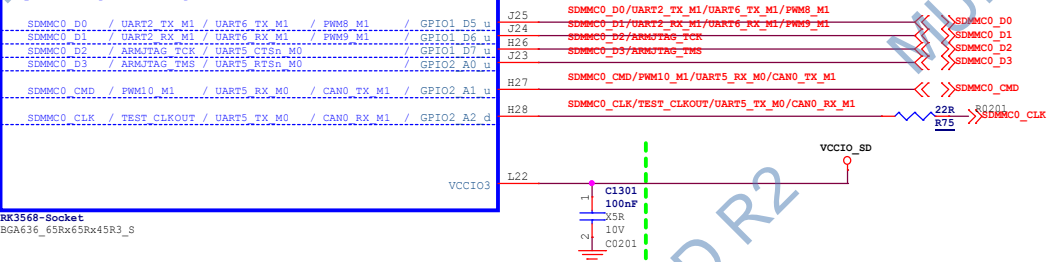 SDMMC0_D0 / UART2_TX_M1 / UART6_TX_M1 / PWM8_M1 / GPIO1_D5_u J25 SDMMC0_D0/UART2_TX_M1/UART6_TX_M1/PWM8_M1 SDMMC0_D0
SDMMC0_D1 / UART2_RX_M1 / UART6_RX_M1 / PWM9_M1 / GPIO1_D6_u J24 SDMMC0_D1/UART2_RX_M1/UART6_RX_M1/PWM9_M1 SDMMC0_D1
SDMMC0_D2 / ARMJTAG_TCK / UART5_CTSn_M0 / GPIO1_D7_u H26 SDMMC0_D2/ARMJTAG_TCK SDMMC0_D2
SDMMC0_D3 / ARMJTAG_TMS / UART5_RTSn_M0 / GPIO2_A0_u J23 SDMMC0_D3/ARMJTAG_TMS SDMMC0_D3
SDMMC0_CMD / PWM10_M1 / UART5_RX_M0 / CAN0_TX_M1 / GPIO2_A1_u H27 SDMMC0_CMD/PWM10_M1/UART5_RX_M0/CAN0_TX_M1 SDMMC0_CMD
SDMMC0_CLK / TEST_CLKOUT / UART5_TX_M0 / CAN0_RX_M1 / GPIO2_A2_d H28 SDMMC0_CLK/TEST_CLKOUT/UART5_TX_M0/CAN0_RX_M1 22R R0201 SDMMC0_CLK
R75
VCCIO_SD
VCCIO3 L22
1 C1301
100nF
X5R
10V
2 C0201
RK3568-Socket
BGA636_65Rx65Rx45R3_S
D R2